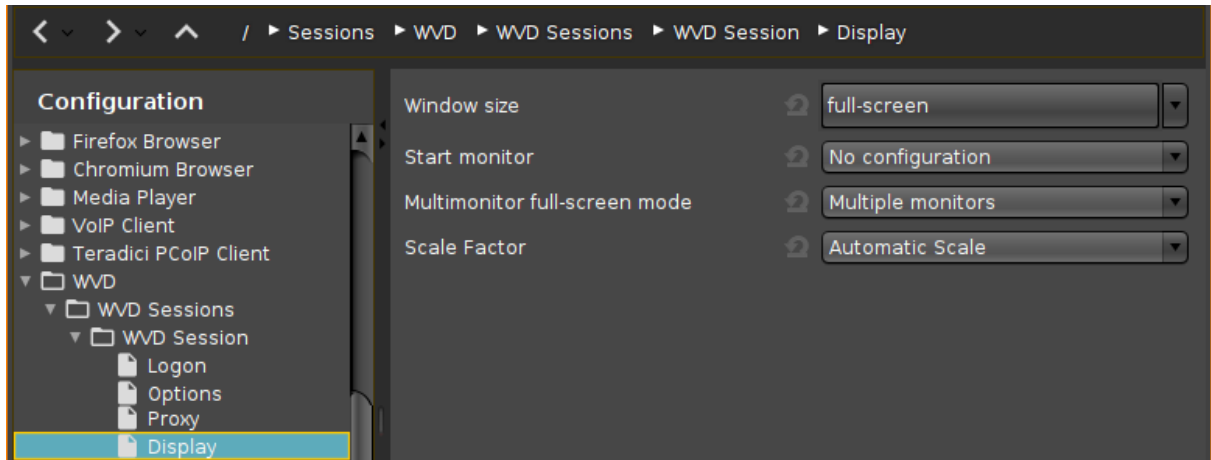 / Sessions WVD WVD Sessions WVD Session Display
Configuration
Firefox Browser
Chromium Browser
Media Player
VoIP Client
Teradici PCoIP Client
WVD
WVD Sessions
WVD Session
Logon
Options
Proxy
Display
Window size full-screen
Start monitor No configuration
Multimonitor full-screen mode Multiple monitors
Scale Factor Automatic Scale